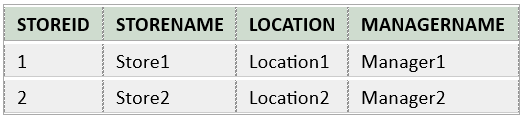 STOREID STORENAME LOCATION MANAGERNAME
1 Store1 Location1 Manager1
2 Store2 Location2 Manager2